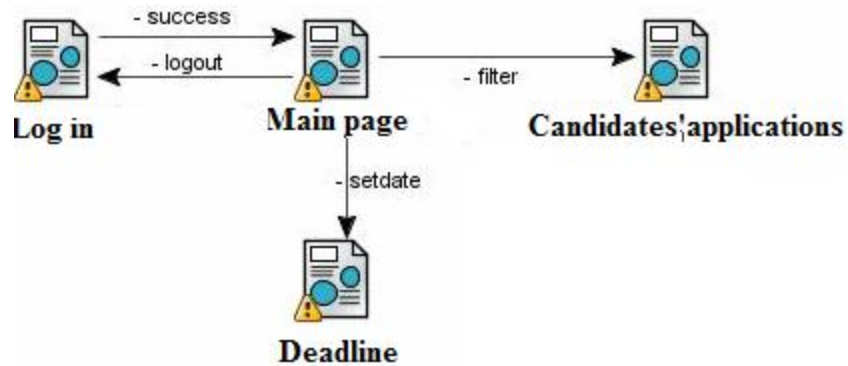 - success
- logout
- filter
Log in
Main page
Candidates' applications
- setdate
Deadline